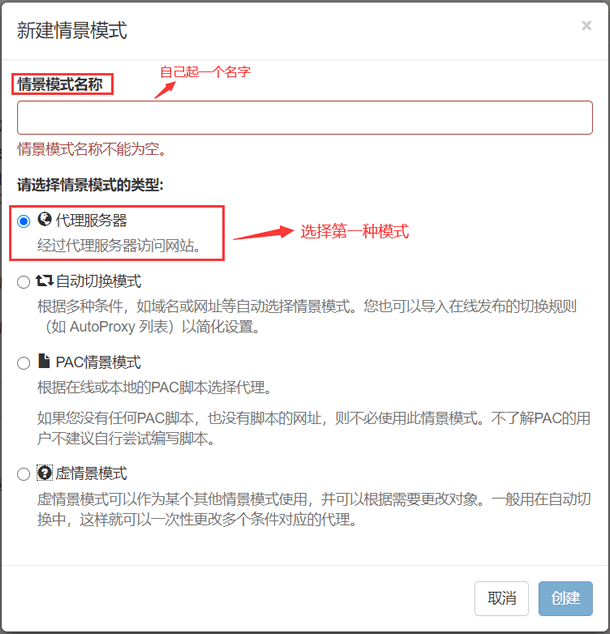 新建情景模式
×
自己起一个名字
情景模式名称
情景模式名称不能为空。
请选择情景模式的类型:
代理服务器
经过代理服务器访问网站。
选择第一种模式
自动切换模式
根据多种条件，如域名或网址等自动选择情景模式。您也可以导入在线发布的切换规则
（如 AutoProxy 列表）以简化设置。
PAC情景模式
根据在线或本地的PAC脚本选择代理。
如果您没有任何PAC脚本，也没有脚本的网址，则不必使用此情景模式。不了解PAC的用
户不建议自行尝试编写脚本。
虚情景模式
虚情景模式可以作为某个其他情景模式使用，并可以根据需要更改对象。一般用在自动切
换中，这样就可以一次性更改多个条件对应的代理。
取消
创建